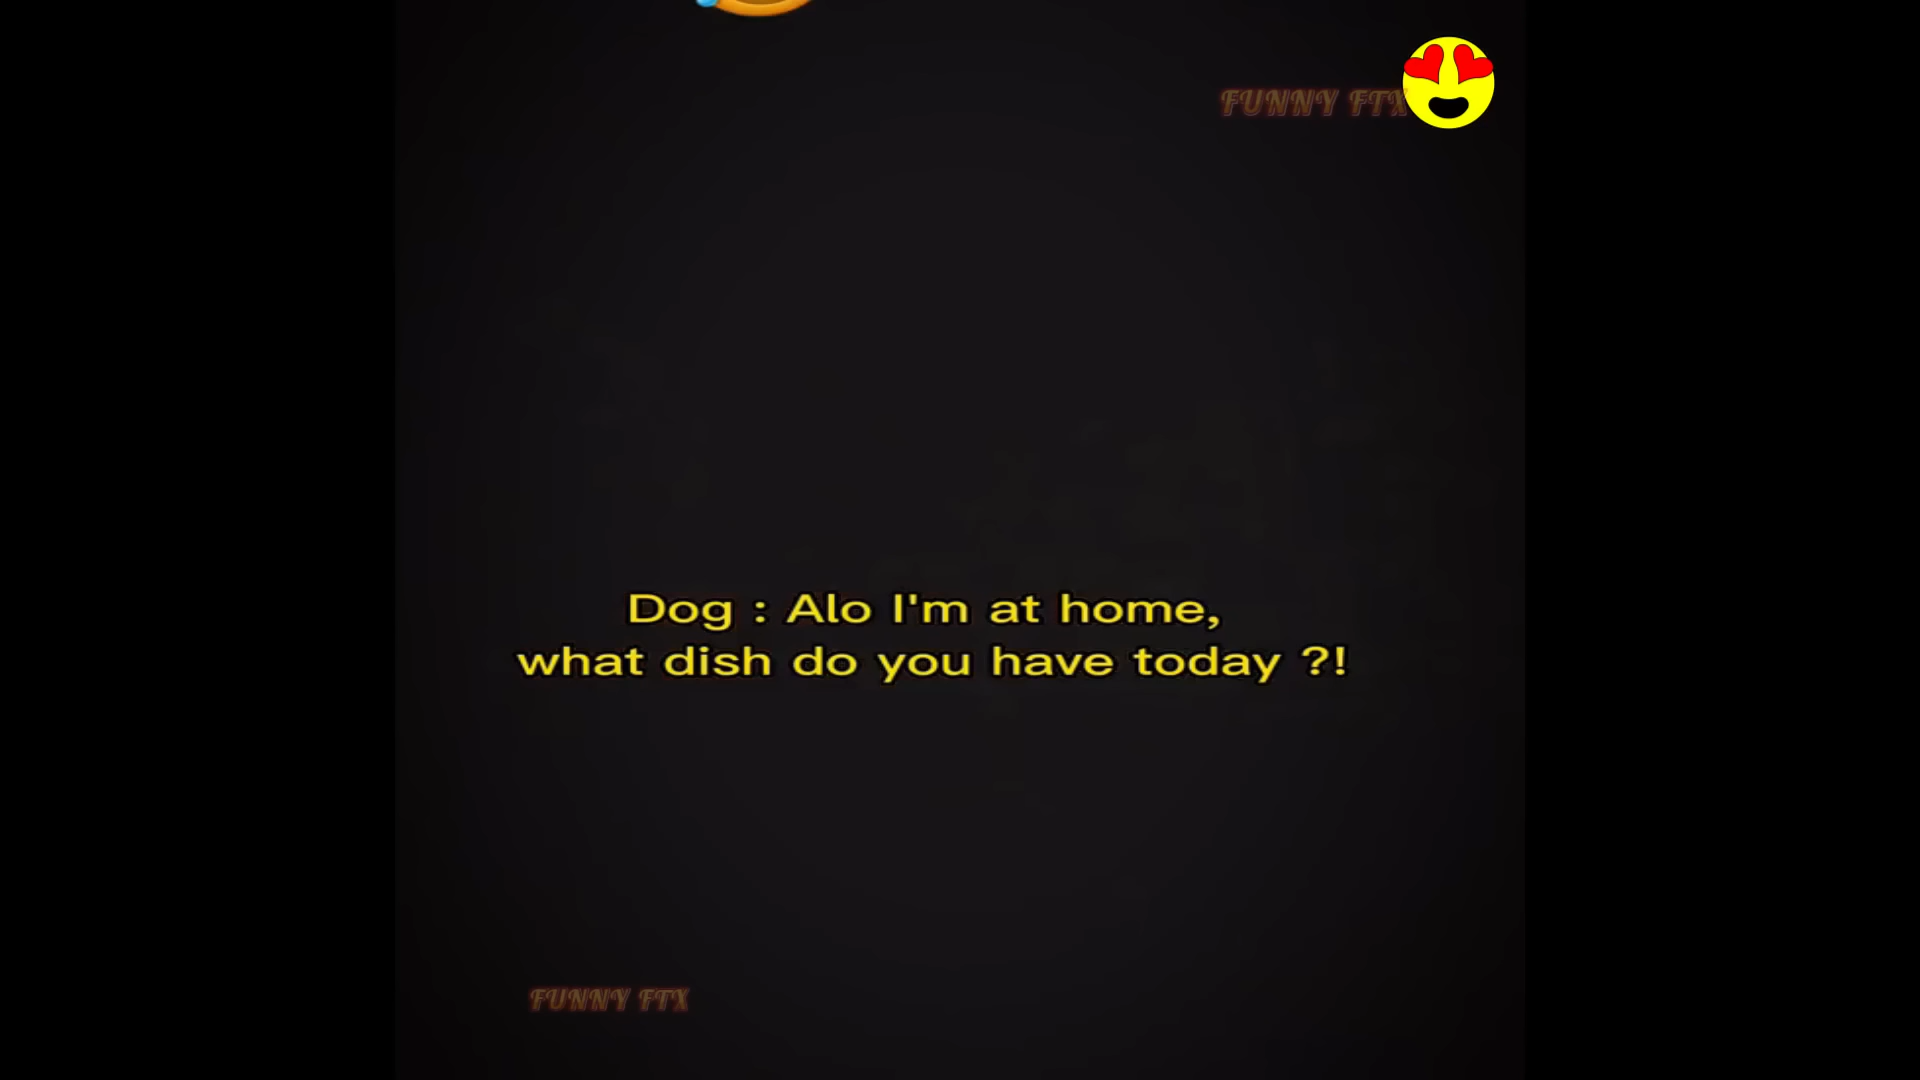 FUNNY FTX
Dog : Alo I'm at home,
what dish do you have today ?!
FUNNY FTX